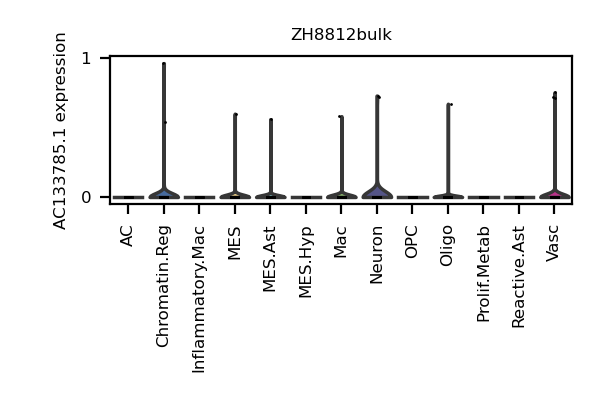 ZH8812bulk
AC133785.1 expression
1
0
AC
Chromatin.Reg
Inflammatory.Mac
MES
MES.Ast
MES.Hyp
Mac
Neuron
OPC
Oligo
Prolif.Metab
Reactive.Ast
Vasc